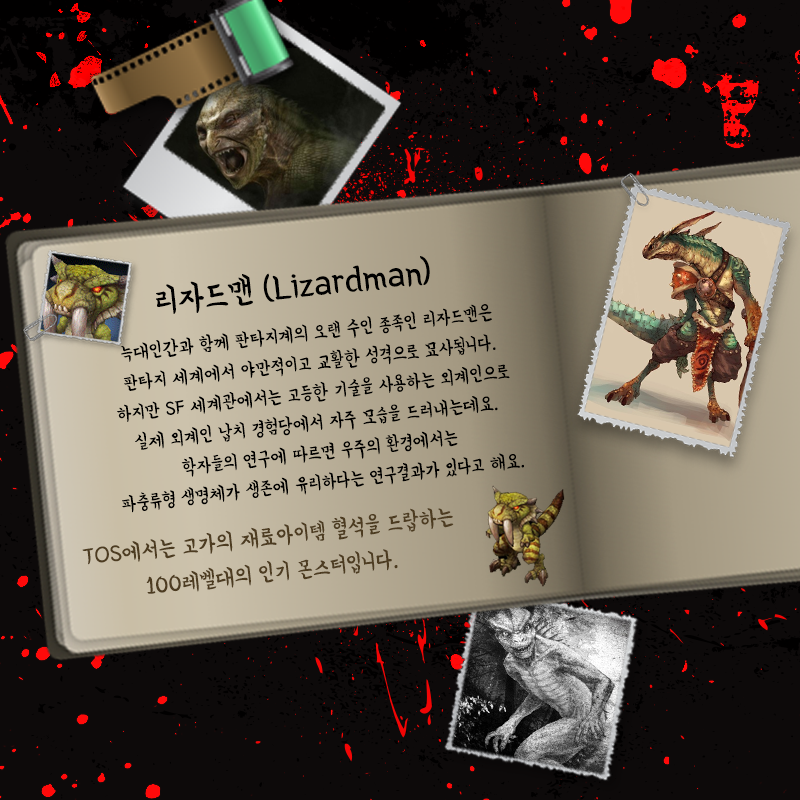 리자드맨 (Lizardman)
늑대인간과 함께 판타지계의 오랜 수인 종족인 리자드맨은
판타지 세계에서 야만적이고 교활한 성격으로 묘사됩니다.
하지만 SF 세계관에서는 고등한 기술을 사용하는 외계인으로
실제 외계인 납치 경험당에서 자주 모습을 드러내는데요.
학자들의 연구에 따르면 우주의 환경에서는
파충류형 생명체가 생존에 유리하다는 연구결과가 있다고 해요.
TOS에서는 고가의 재료아이템 혈석을 드랍하는
100레벨대의 인기 몬스터입니다.